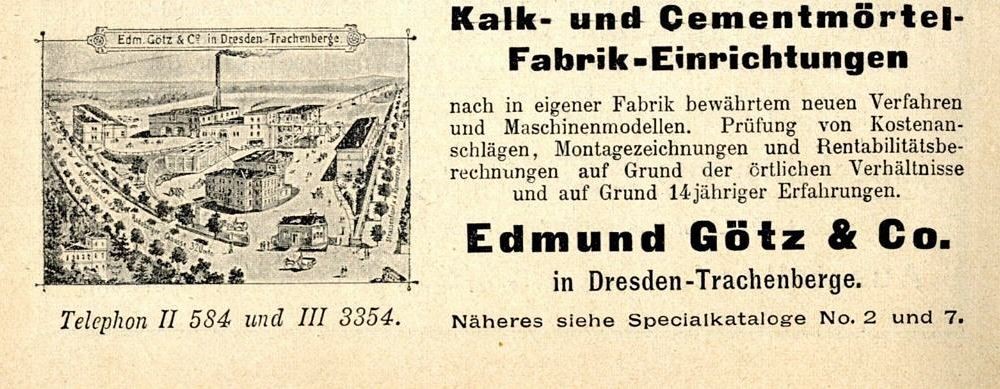 Edm. Götz & Co. in Dresden-Trachenberge.
Telephon II 584 und III 3354.
Kalk- und Cementmörtel-
Fabrik-Einrichtungen
nach in eigener Fabrik bewährtem neuen Verfahren
und Maschinenmodellen. Prüfung von Kostenan-
schlägen, Montagezeichnungen und Rentabilitätsbe-
rechnungen auf Grund der örtlichen Verhältnisse
und auf Grund 14jähriger Erfahrungen.
Edmund Götz & Co.
in Dresden-Trachenberge.
Näheres siehe Specialkataloge No. 2 und 7.